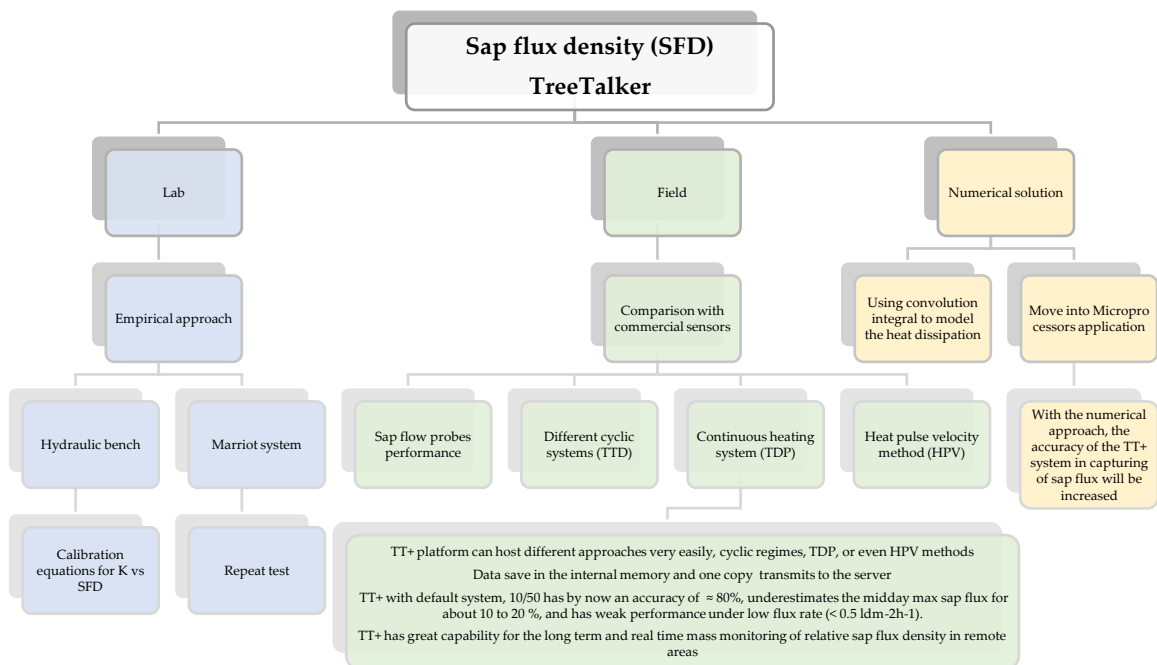 Sap flux density (SFD)
TreeTalker
Lab
Field
Numerical solution
Empirical approach
Comparison with
commercial sensors
Using convolution
integral to model
the heat dissipation
Move into Micropro
cessors application
Hydraulic bench
Marriot system
Sap flow probes
performance
Different cyclic
systems (TTD)
Continuous heating
system (TDP)
Heat pulse velocity
method (HPV)
With the numerical
approach, the
accuracy of the TT+
system in capturing
of sap flux will be
increased
Calibration
equations for K vs
SFD
Repeat test
TT+ platform can host different approaches very easily, cyclic regimes, TDP, or even HPV methods
Data save in the internal memory and one copy transmits to the server
TT+ with default system, 10/50 has by now an accuracy of ≈ 80%, underestimates the midday max sap flux for
about 10 to 20 %, and has weak performance under low flux rate (< 0.5 ldm-2h-1).
TT+ has great capability for the long term and real time mass monitoring of relative sap flux density in remote
areas